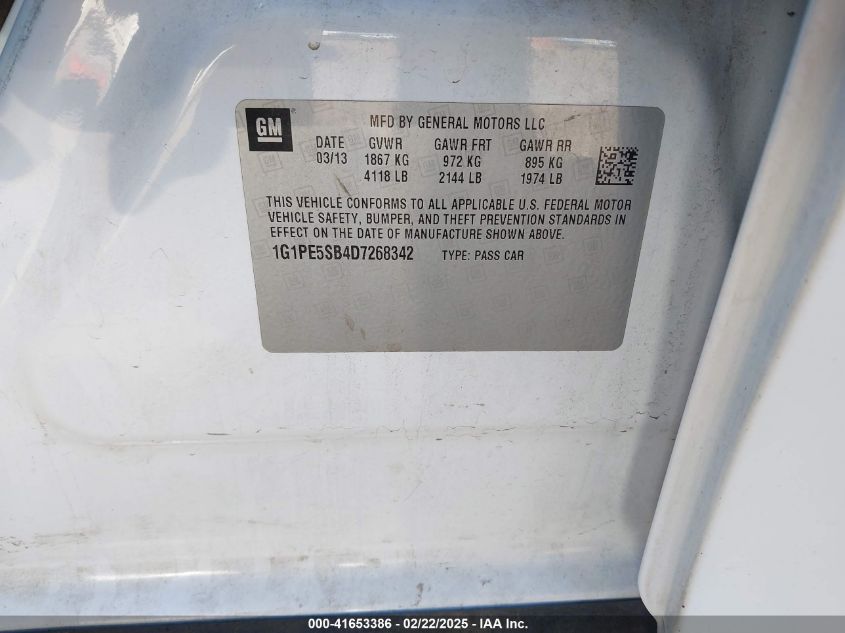 GM
MFD BY GENERAL MOTORS LLC
DATE GVWR GAWR FRT GAWR RR
03/13 1867 KG 972 KG 895 KG
4118 LB 2144 LB 1974 LB
THIS VEHICLE CONFORMS TO ALL APPLICABLE U.S. FEDERAL MOTOR
VEHICLE SAFETY, BUMPER, AND THEFT PREVENTION STANDARDS IN
EFFECT ON THE DATE OF MANUFACTURE SHOWN ABOVE.
1G1PE5SB4D7268342 TYPE: PASS CAR
000-41653386 - 02/22/2025 - IAA Inc.